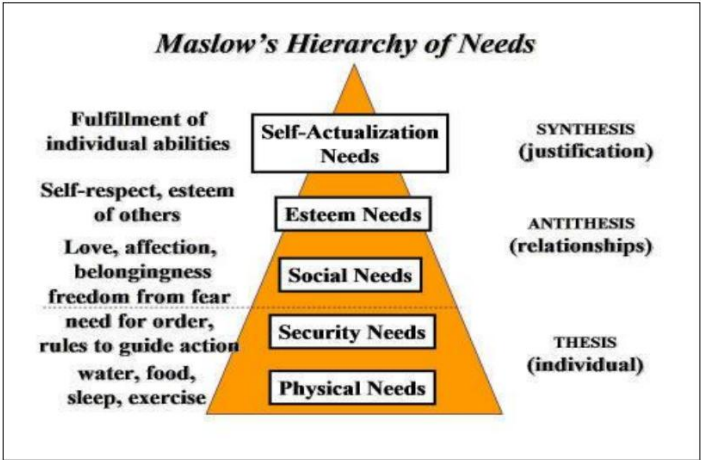 Maslow's Hierarchy of Needs
Fulfillment of
individual abilities
Self-Actualization
Needs
SYNTHESIS
(justification)
Self-respect, esteem
of others
Esteem Needs
ANTITHESIS
(relationships)
Love, affection,
belongingness
freedom from fear
Social Needs
need for order,
rules to guide action
Security Needs
THESIS
(individual)
water, food,
sleep, exercise
Physical Needs